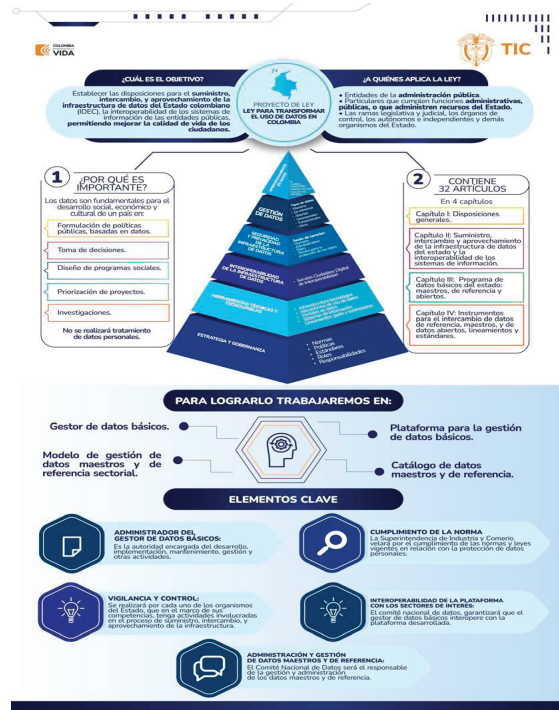 COLOMBIA
VIDA
TIC
¿CUÁL ES EL OBJETIVO?
Establecer las disposiciones para el suministro,
intercambio, y aprovechamiento de la
infraestructura de datos del Estado colombiano
(IDEC), la interoperabilidad de los sistemas de
información de las entidades públicas,
permitiendo mejorar la calidad de vida de los
ciudadanos.
PROYECTO DE LEY
LEY PARA TRANSFORMAR
EL USO DE DATOS EN
COLOMBIA
¿A QUIÉNES APLICA LA LEY?
• Entidades de la administración pública.
• Particulares que cumplen funciones administrativas,
públicas, o que administren recursos del Estado.
• Las ramas legislativa y judicial, los órganos de
control, los autónomos e independientes y demás
organismos del Estado.
1
¿POR QUÉ ES
IMPORTANTE?
Los datos son fundamentales para el
desarrollo social, económico y
cultural de un país en:
Formulación de políticas
públicas, basadas en datos.
Toma de decisiones.
Diseño de programas sociales.
Priorización de proyectos.
Investigaciones.
No se realizará tratamiento
de datos personales.
GESTIÓN
DE DATOS
SEGURIDAD
Y PRIVACIDAD
DE LA
INFRAESTRUCTURA
DE DATOS
INTEROPERABILIDAD
DE LA INFRAESTRUCTURA
DE DATOS
Servicio Ciudadano Digital
de Interoperabilidad
HERRAMIENTAS TÉCNICAS Y
TECNOLÓGICAS
ESTRATEGIA Y GOBERNANZA
• Normas
• Políticas
• Estándares
• Roles
• Responsabilidades
2
CONTIENE
32 ARTÍCULOS
En 4 capítulos
Capítulo I: Disposiciones
generales.
Capítulo II: Suministro,
intercambio y aprovechamiento
de la infraestructura de datos
del estado y la
interoperabilidad de los
sistemas de información.
Capítulo III: Programa de
datos básicos del estado:
maestros, de referencia y
abiertos.
Capítulo IV: Instrumentos
para el intercambio de datos
de referencia, maestros, y de
datos abiertos, lineamientos y
estándares.
PARA LOGRARLO TRABAJAREMOS EN:
Gestor de datos básicos.
Modelo de gestión de
datos maestros y de
referencia sectorial.
Plataforma para la gestión
de datos básicos.
Catálogo de datos
maestros y de referencia.
ELEMENTOS CLAVE
ADMINISTRADOR DEL
GESTOR DE DATOS BÁSICOS:
Es la autoridad encargada del desarrollo,
implementación, mantenimiento, gestión y
otras actividades.
CUMPLIMIENTO DE LA NORMA
La Superintendencia de Industria y Comerio
velará por el cumplimiento de las normas y leyes
vigentes en relación con la protección de datos
personales.
VIGILANCIA Y CONTROL:
Se realizará por cada uno de los organismos
del Estado, que en el marco de sus
competencias, tenga actividades involucradas
en el proceso de suministro, intercambio, y
aprovechamiento de la infraestructura.
INTEROPERABILIDAD DE LA PLATAFORMA
CON LOS SECTORES DE INTERÉS:
El comité nacional de datos, garantizará que el
gestor de datos básicos interopere con la
plataforma desarrollada.
ADMINISTRACIÓN Y GESTIÓN
DE DATOS MAESTROS Y DE REFERENCIA:
El Comité Nacional de Datos será el responsable
de la gestión y administración
de los datos maestros y de referencia.